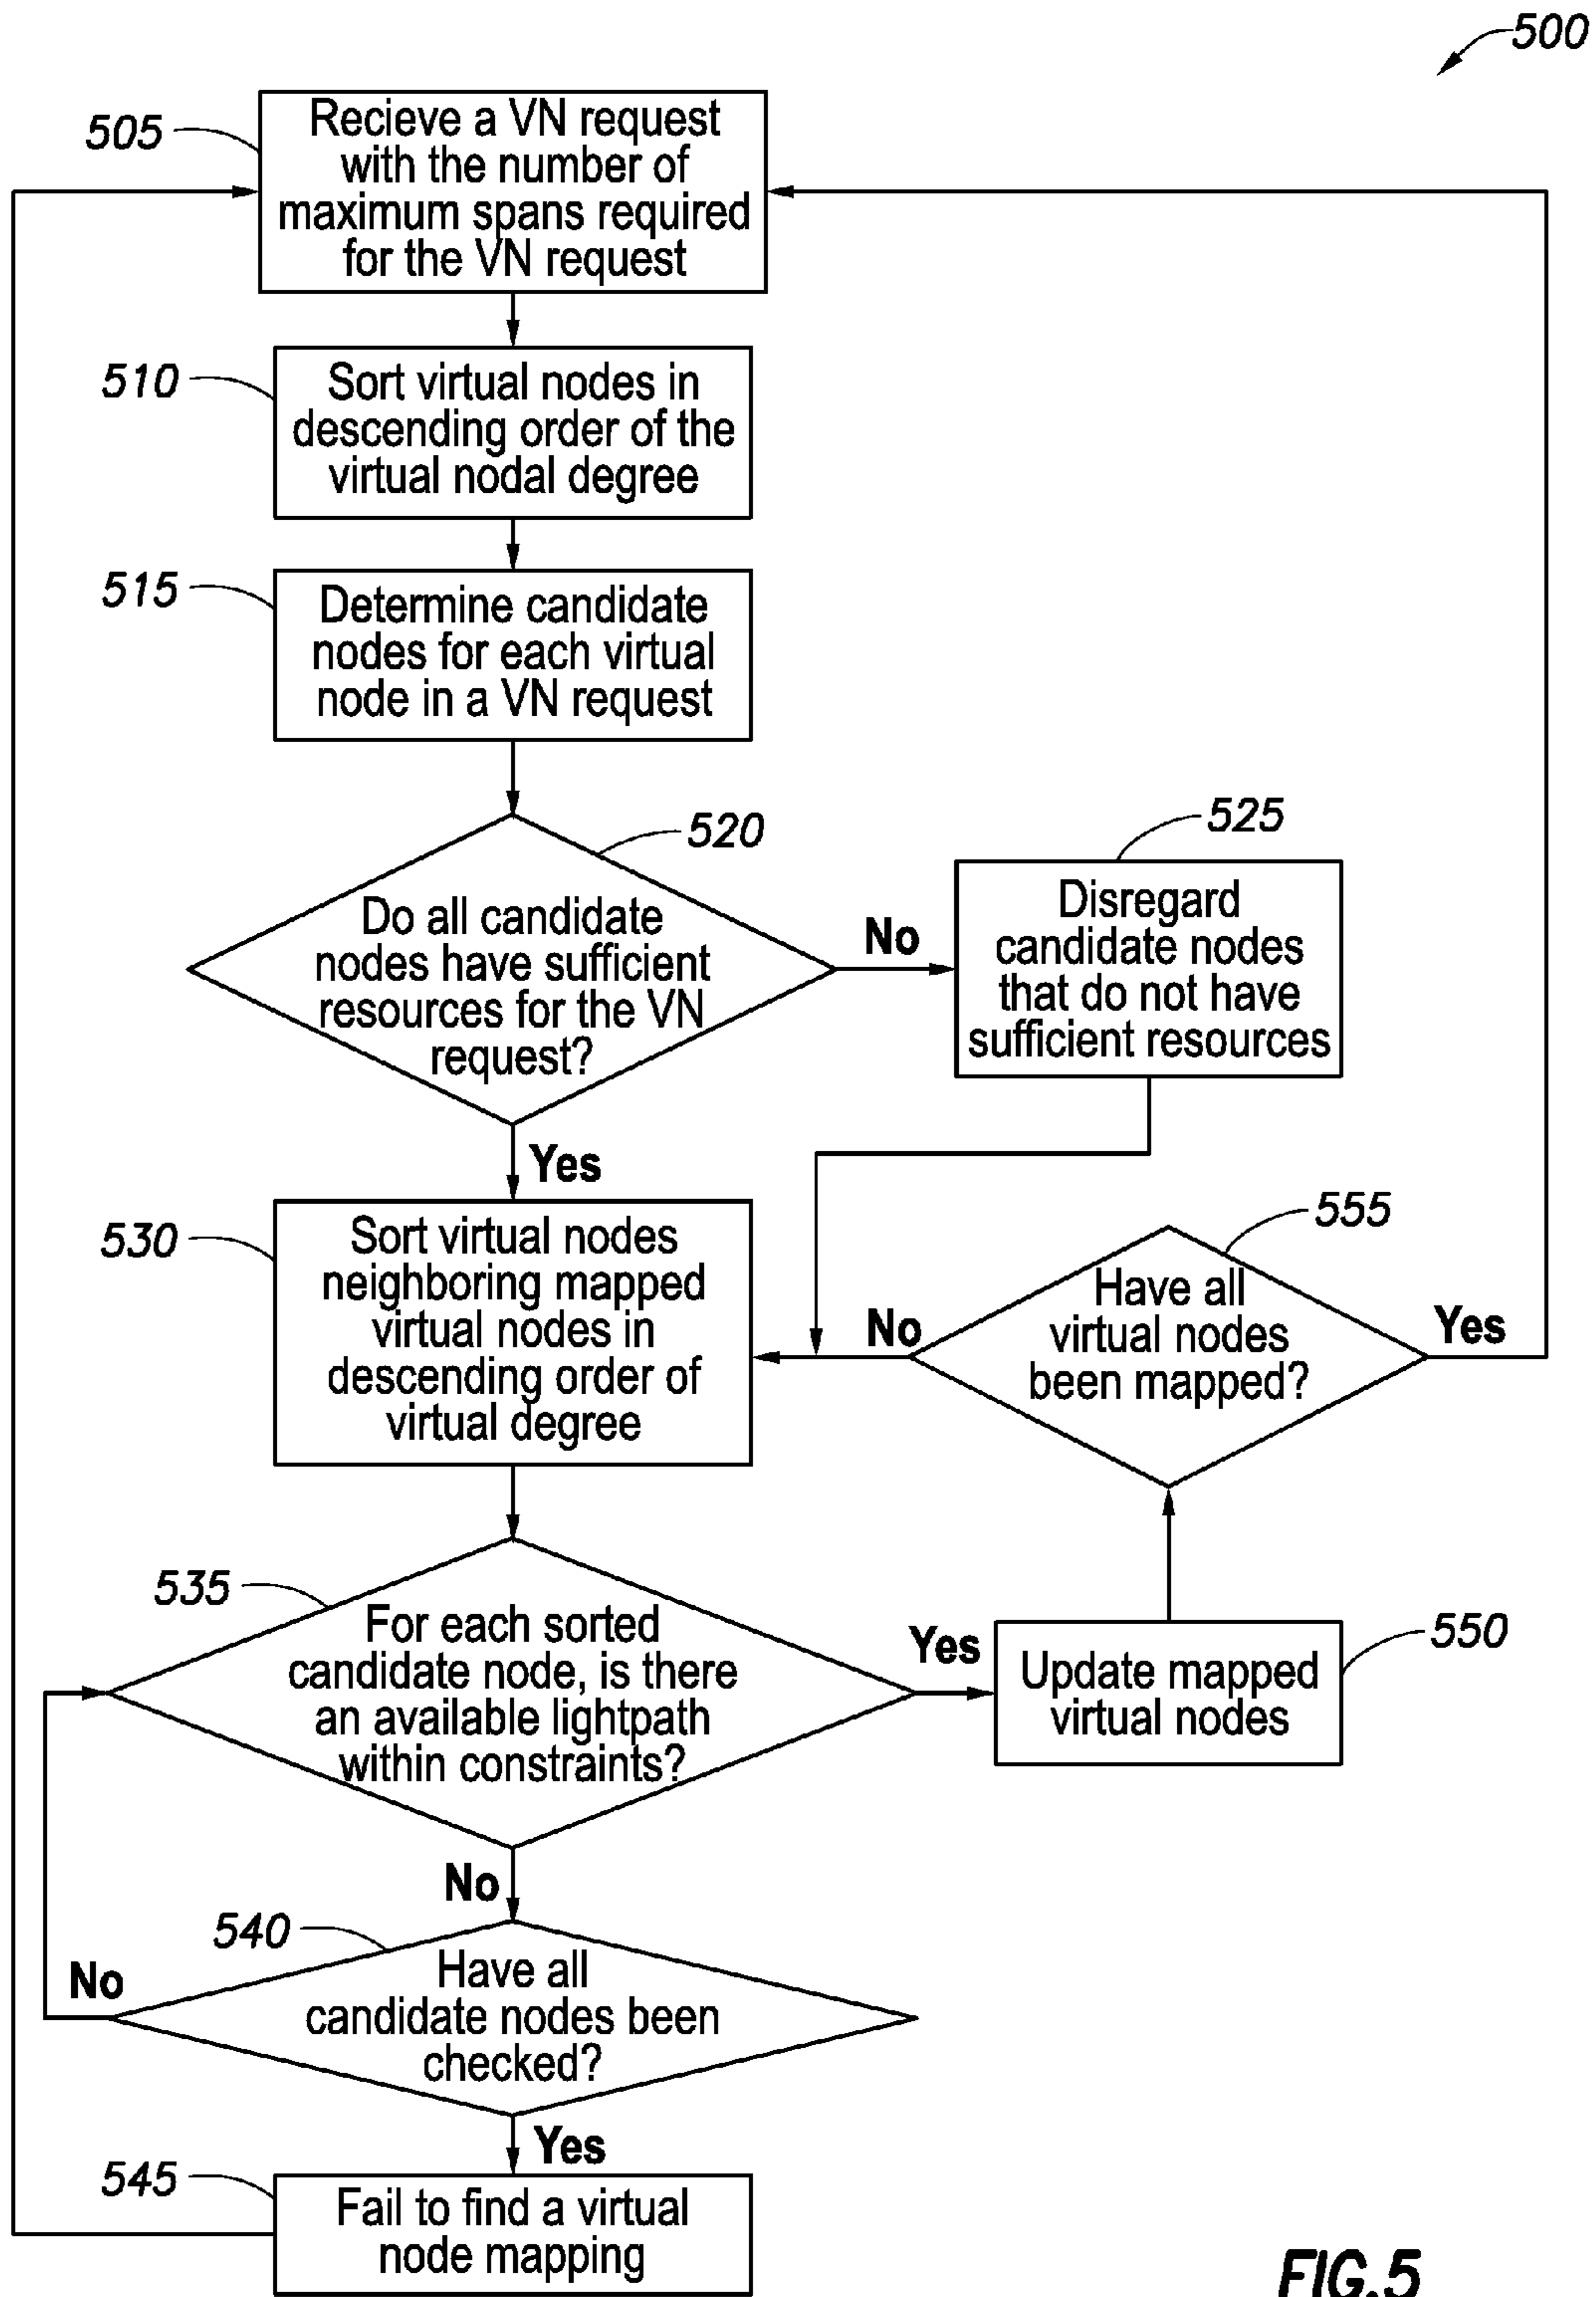 500
505
Recieve a VN request
with the number of
maximum spans required
for the VN request
510
Sort virtual nodes in
descending order of the
virtual nodal degree
515
Determine candidate
nodes for each virtual
node in a VN request
520
Do all candidate
nodes have sufficient
resources for the VN
request?
No
525
Disregard
candidate nodes
that do not have
sufficient resources
Yes
530
Sort virtual nodes
neighboring mapped
virtual nodes in
descending order of
virtual degree
555
Have all
virtual nodes
been mapped?
No
Yes
535
For each sorted
candidate node, is there
an available lightpath
within constraints?
Yes
550
Update mapped
virtual nodes
No
540
Have all
candidate nodes been
checked?
No
Yes
545
Fail to find a virtual
node mapping
FIG.5